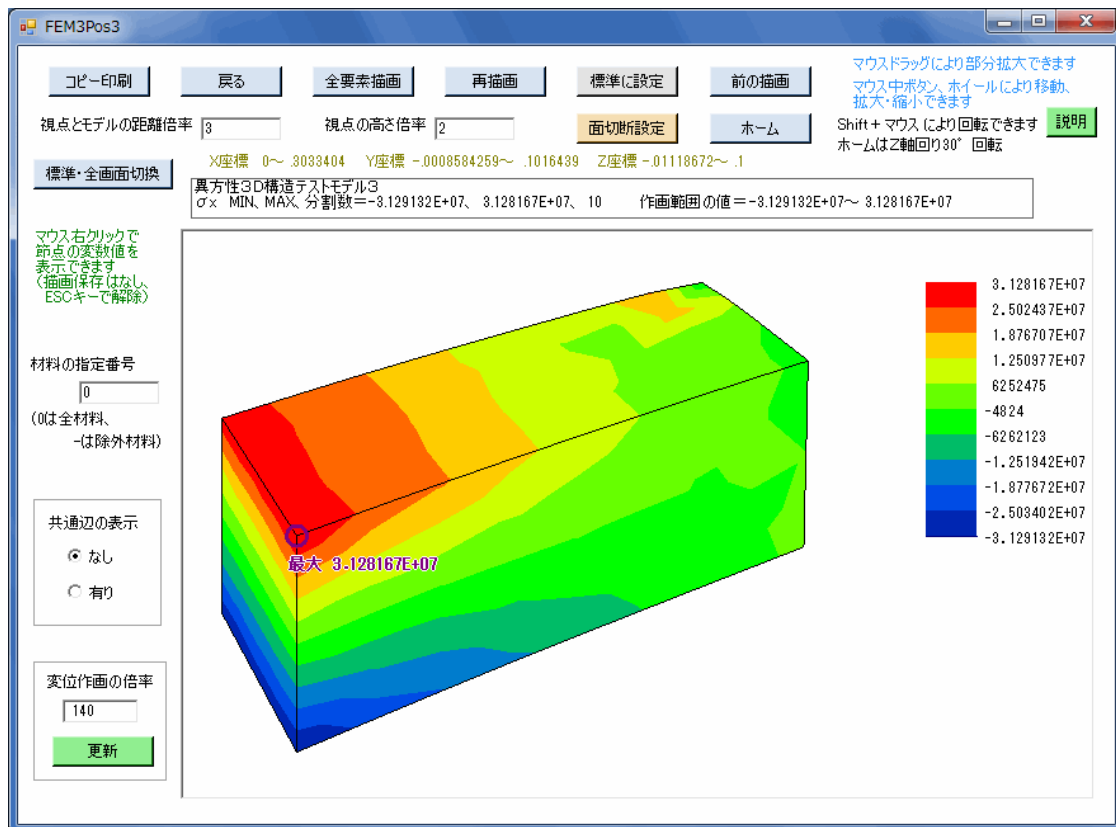 FEM3Pos3
コピー印刷 戻る 全要素描画 再描画 標準に設定 前の描画
マウスドラッグにより部分拡大できます
マウス中ボタン、ホイールにより移動、
拡大・縮小できます
視点とモデルの距離倍率 3 視点の高さ倍率 2 面切断設定 ホーム
Shift+マウスにより回転できます 説明
ホームはZ軸回り30°回転
標準・全画面切換
X座標 0～ .3033404 Y座標 -.0008584259～ .1016439 Z座標 -.01118672～ .1
異方性3D構造テストモデル3
σx MIN、MAX、分割数=-3.129132E+07、 3.128167E+07、 10 作画範囲の値=-3.129132E+07～ 3.128167E+07
マウス右クリックで
節点の変数値を
表示できます
(描画保存はなし、
ESCキーで解除)
材料の指定番号
0
(0は全材料、
-は除外材料)
共通辺の表示
なし
有り
変位作画の倍率
140
更新
最大 3.128167E+07
3.128167E+07
2.502437E+07
1.876707E+07
1.250977E+07
6252475
-4824
-6262123
-1.251942E+07
-1.877672E+07
-2.503402E+07
-3.129132E+07